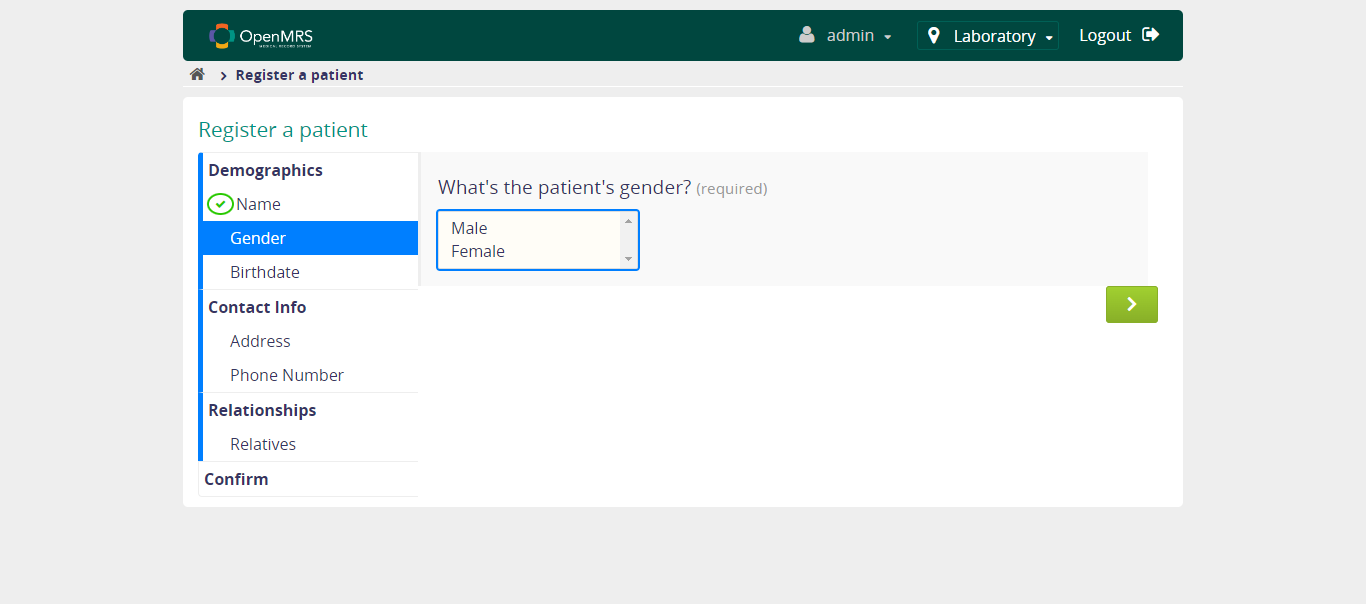 OpenMRS
MEDICAL RECORD SYSTEM
admin
Laboratory
Logout
Register a patient
Register a patient
Demographics
Name
Gender
Birthdate
Contact Info
Address
Phone Number
Relationships
Relatives
Confirm
What's the patient's gender? (required)
Male
Female